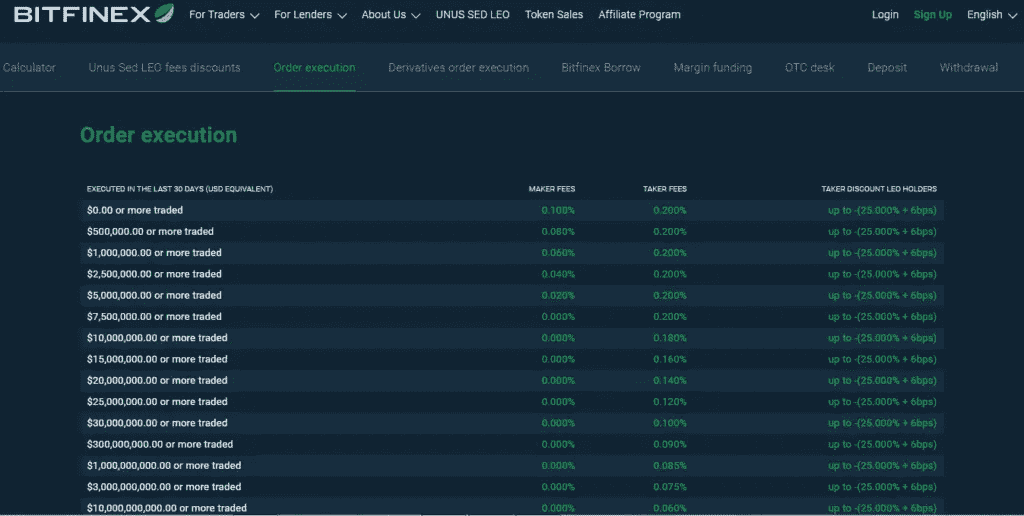 BITFINEX For Traders For Lenders About Us UNUS SED LEO Token Sales Affiliate Program Login Sign Up English
Calculator Unus Sed LEO fees discounts Order execution Derivatives order execution Bitfinex Borrow Margin funding OTC desk Deposit Withdrawal
Order execution
EXECUTED IN THE LAST 30 DAYS (USD EQUIVALENT) MAKER FEES TAKER FEES TAKER DISCOUNT LEO HOLDERS
$0.00 or more traded 0.100% 0.200% up to -(25.000% + 6bps)
$500,000.00 or more traded 0.080% 0.200% up to -(25.000% + 6bps)
$1,000,000.00 or more traded 0.060% 0.200% up to -(25.000% + 6bps)
$2,500,000.00 or more traded 0.040% 0.200% up to -(25.000% + 6bps)
$5,000,000.00 or more traded 0.020% 0.200% up to -(25.000% + 6bps)
$7,500,000.00 or more traded 0.000% 0.200% up to -(25.000% + 6bps)
$10,000,000.00 or more traded 0.000% 0.180% up to -(25.000% + 6bps)
$15,000,000.00 or more traded 0.000% 0.160% up to -(25.000% + 6bps)
$20,000,000.00 or more traded 0.000% 0.140% up to -(25.000% + 6bps)
$25,000,000.00 or more traded 0.000% 0.120% up to -(25.000% + 6bps)
$30,000,000.00 or more traded 0.000% 0.100% up to -(25.000% + 6bps)
$300,000,000.00 or more traded 0.000% 0.090% up to -(25.000% + 6bps)
$1,000,000,000.00 or more traded 0.000% 0.085% up to -(25.000% + 6bps)
$3,000,000,000.00 or more traded 0.000% 0.075% up to -(25.000% + 6bps)
$10,000,000,000.00 or more traded 0.000% 0.060% up to -(25.000% + 6bps)